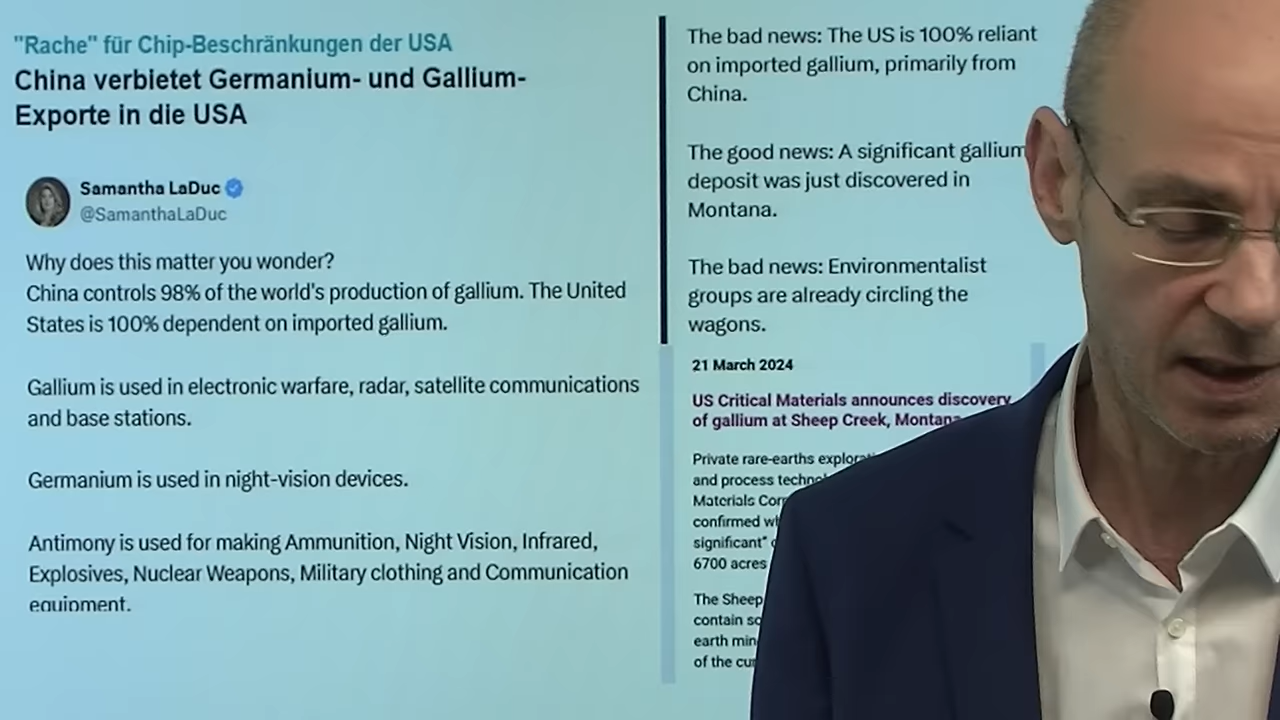 "Rache" für Chip-Beschränkungen der USA
China verbietet Germanium- und Gallium-
Exporte in die USA
Samantha LaDuc
@SamanthaLaDuc
Why does this matter you wonder?
China controls 98% of the world's production of gallium. The United
States is 100% dependent on imported gallium.
Gallium is used in electronic warfare, radar, satellite communications
and base stations.
Germanium is used in night-vision devices.
Antimony is used for making Ammunition, Night Vision, Infrared,
Explosives, Nuclear Weapons, Military clothing and Communication
equipment.
The bad news: The US is 100% reliant
on imported gallium, primarily from
China.
The good news: A significant gallium
deposit was just discovered in
Montana.
The bad news: Environmentalist
groups are already circling the
wagons.
21 March 2024
US Critical Materials announces discovery
of gallium at Sheep Creek, Montana
Private rare-earths
and process
Materials
confirmed
significant"
6700 acres
The Sheep
contain
earth
of the